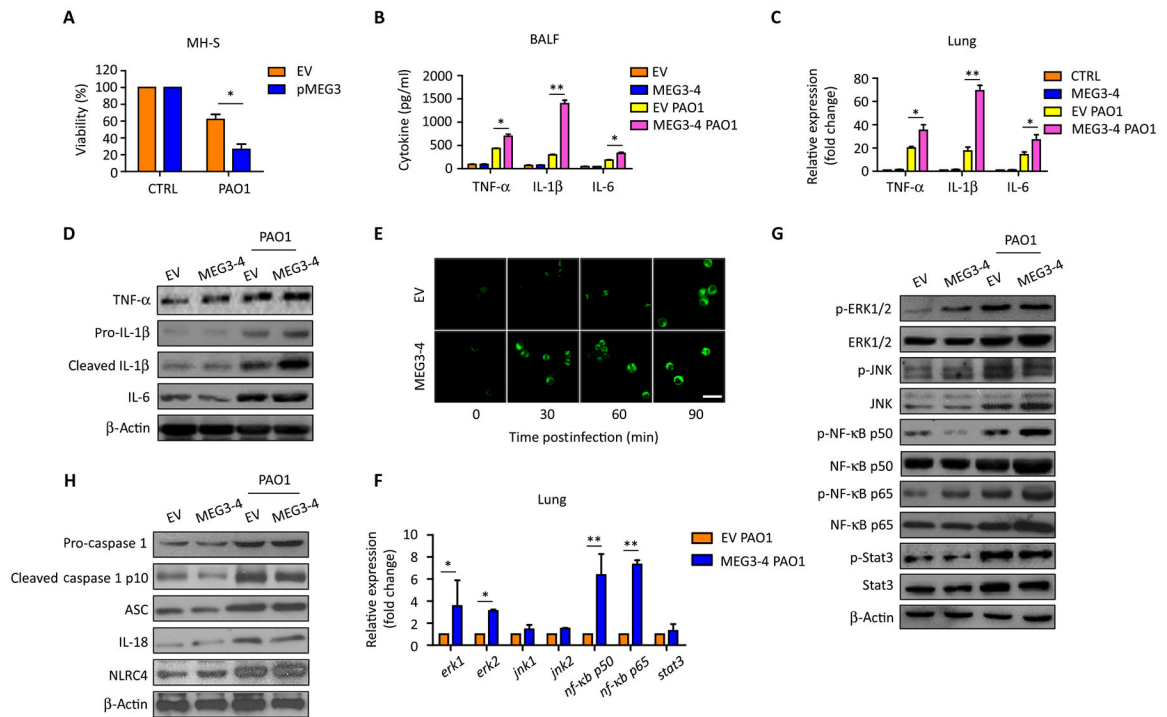 A
MH-S
Viability (%)
120
100
80
60
40
20
0
*
CTRL
PAO1
EV
pMEG3
B
BALF
Cytokine (pg/ml)
2000
1500
1000
500
0
*
**
*
TNF-α
IL-1β
IL-6
EV
MEG3-4
EV PAO1
MEG3-4 PAO1
C
Lung
Relative expression
(fold change)
80
60
40
20
0
*
**
*
TNF-α
IL-1β
IL-6
CTRL
MEG3-4
EV PAO1
MEG3-4 PAO1
D
PAO1
EV
MEG3-4
EV
MEG3-4
TNF-α
Pro-IL-1β
Cleaved IL-1β
IL-6
β-Actin
E
EV
MEG3-4
0
30
60
90
Time postinfection (min)
G
PAO1
EV
MEG3-4
EV
MEG3-4
p-ERK1/2
ERK1/2
p-JNK
JNK
p-NF-κB p50
NF-κB p50
p-NF-κB p65
NF-κB p65
p-Stat3
Stat3
β-Actin
H
PAO1
EV
MEG3-4
EV
MEG3-4
Pro-caspase 1
Cleaved caspase 1 p10
ASC
IL-18
NLRC4
β-Actin
F
Lung
Relative expression
(fold change)
10
8
6
4
2
0
*
*
**
**
erk1
erk2
jnk1
jnk2
nf-κb p50
nf-κb p65
stat3
EV PAO1
MEG3-4 PAO1